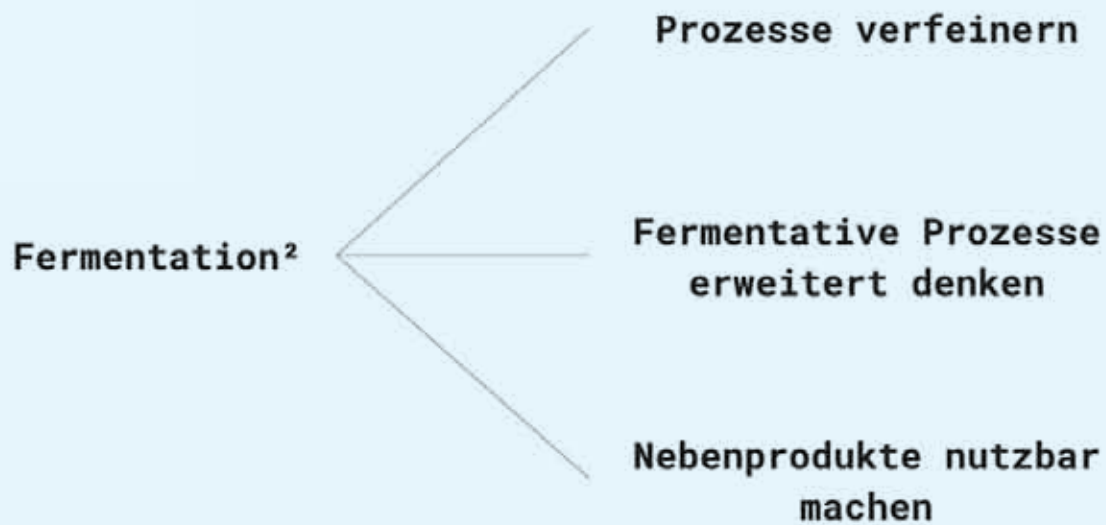 Prozesse verfeinern
Fermentation²
Fermentative Prozesse
erweitert denken
Nebenprodukte nutzbar
machen